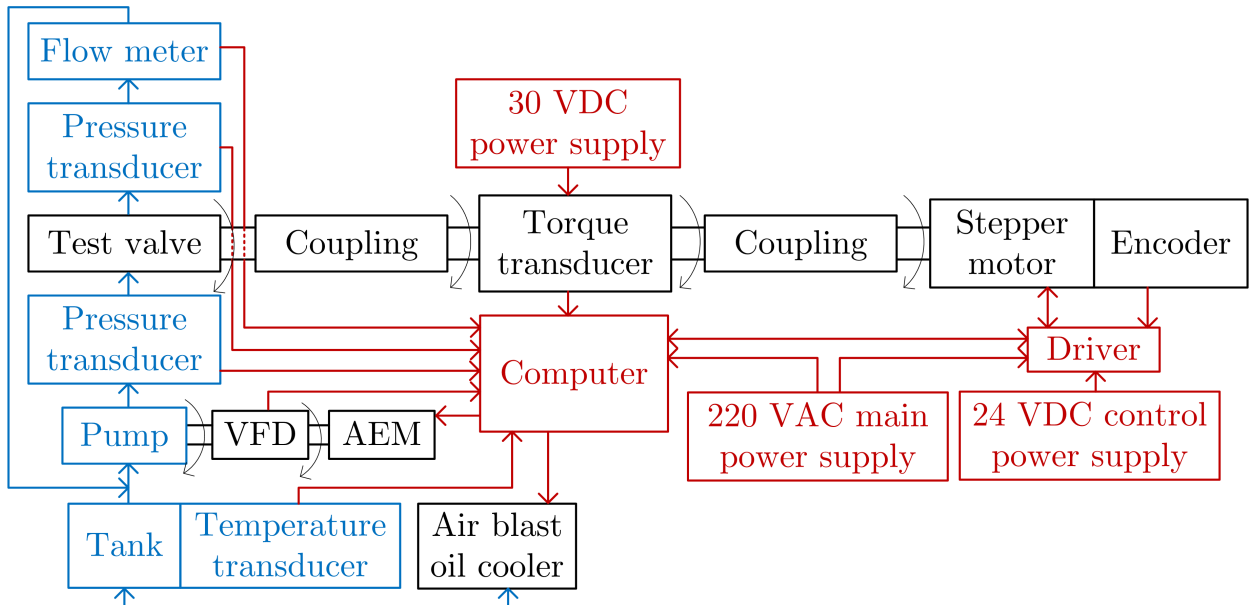 Flow meter
Pressure
transducer
30 VDC
power supply
Test valve
Coupling
Torque
transducer
Coupling
Stepper
motor
Encoder
Pressure
transducer
Computer
Driver
Pump
VFD
AEM
220 VAC main
power supply
24 VDC control
power supply
Tank
Temperature
transducer
Air blast
oil cooler